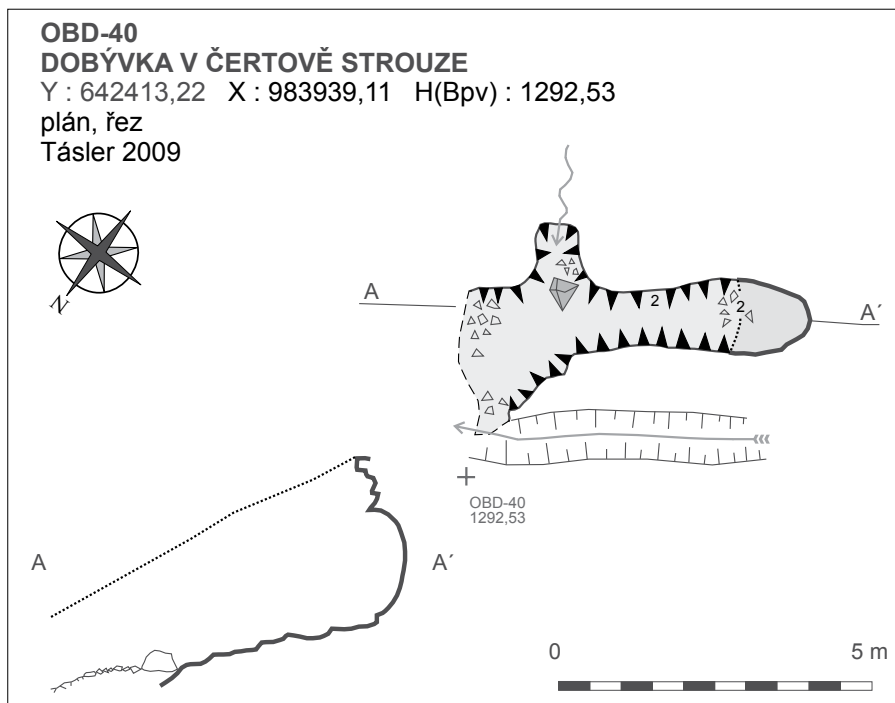 OBD-40
DOBÝVKA V ČERTOVĚ STROUZE
Y : 642413,22 X : 983939,11 H(Bpv) : 1292,53
plán, řez
Tásler 2009
N
A
2
2
A´
OBD-40
1292,53
A
A´
0
5 m